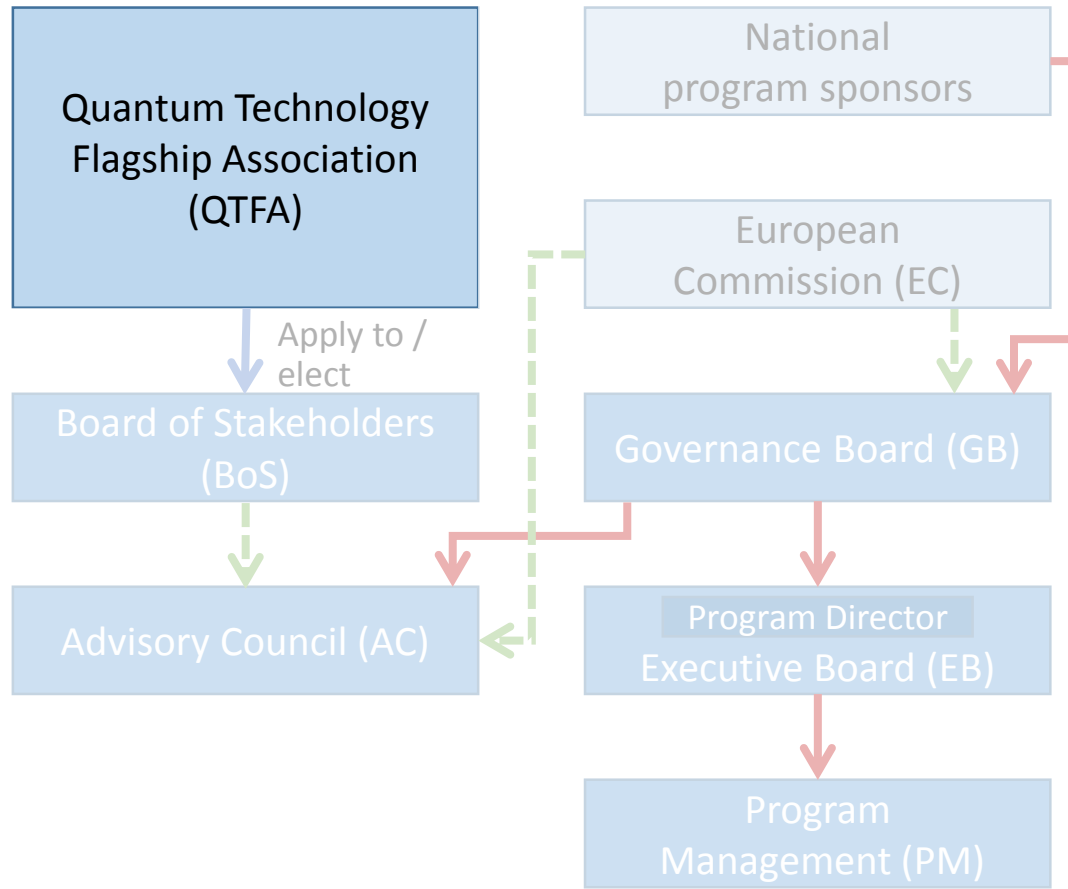 Quantum Technology
Flagship Association
(QTFA)
National
program sponsors
European
Commission (EC)
Apply to /
elect
Board of Stakeholders
(BoS)
Governance Board (GB)
Advisory Council (AC)
Program Director
Executive Board (EB)
Program
Management (PM)